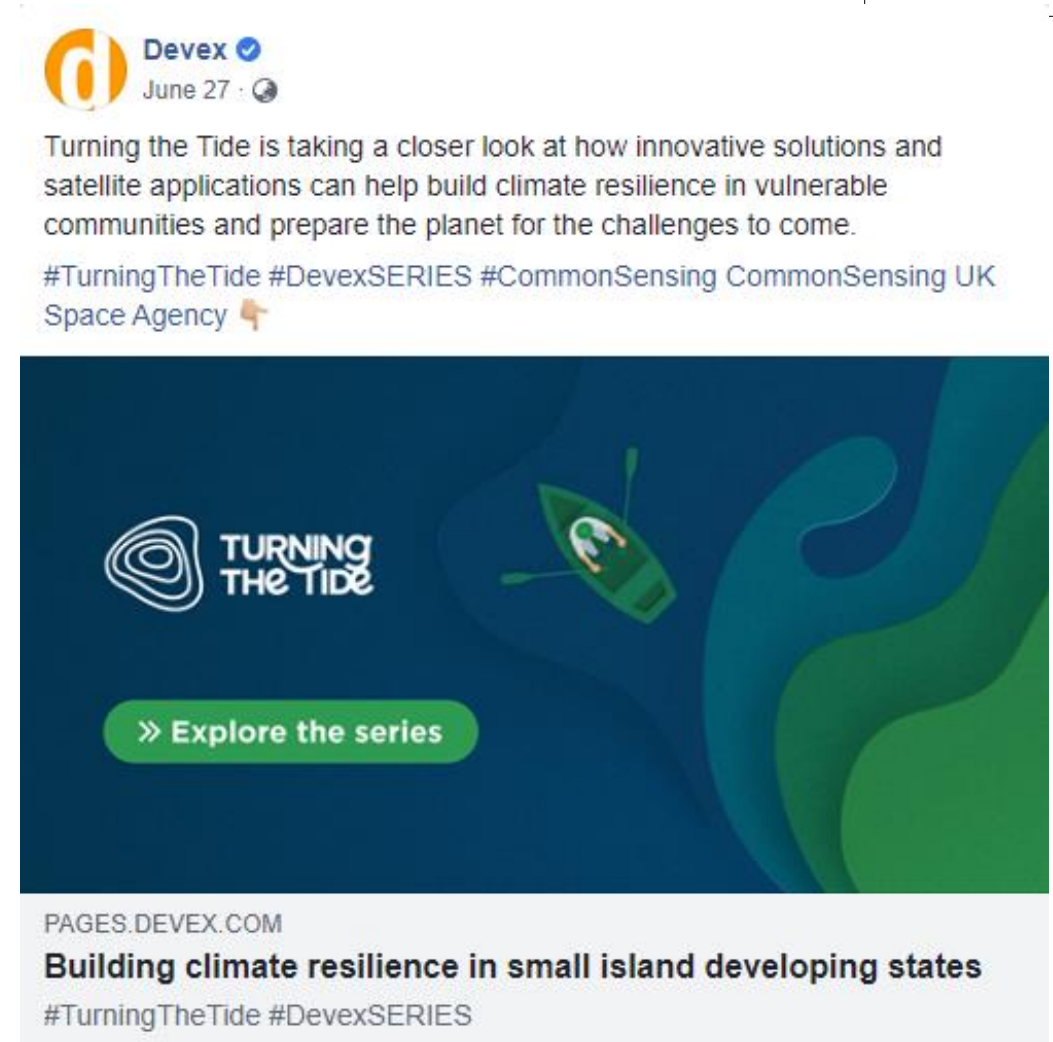 Devex
June 27 ·
Turning the Tide is taking a closer look at how innovative solutions and
satellite applications can help build climate resilience in vulnerable
communities and prepare the planet for the challenges to come.
#TurningTheTide #DevexSERIES #CommonSensing CommonSensing UK
Space Agency 👇🏼
TURNING
THE TIDE
» Explore the series
PAGES.DEVEX.COM
Building climate resilience in small island developing states
#TurningTheTide #DevexSERIES